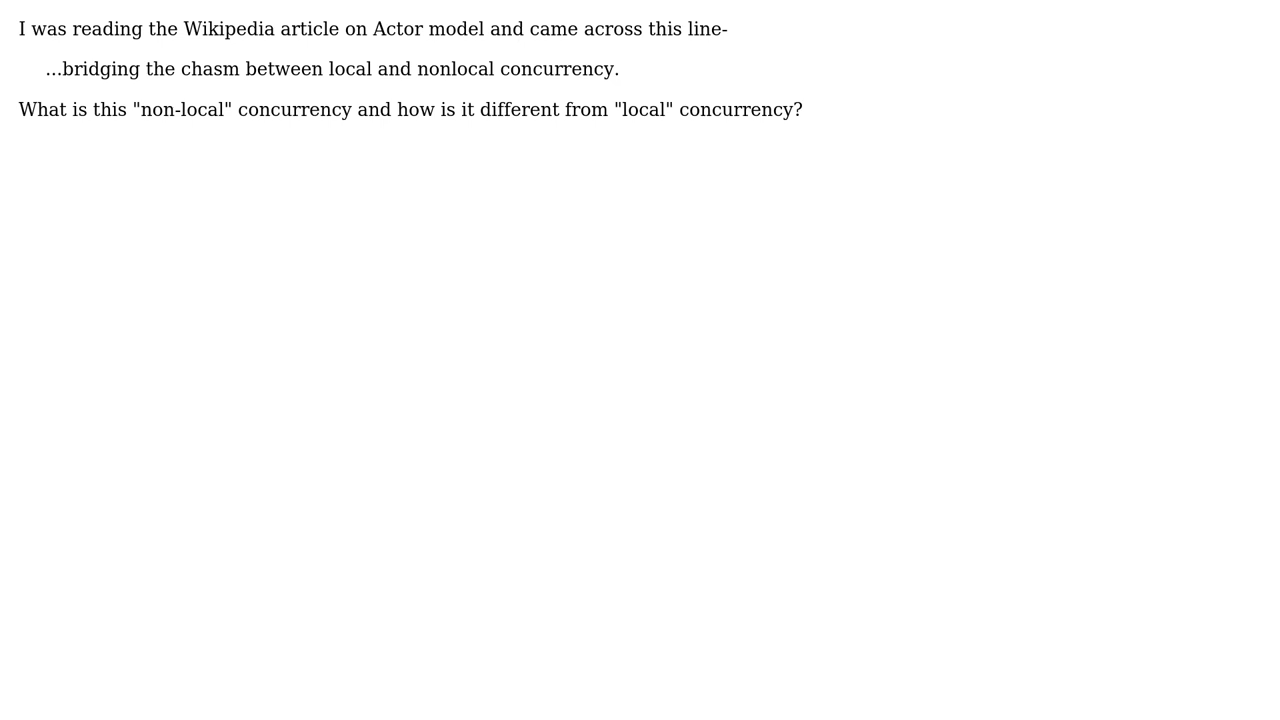 I was reading the Wikipedia article on Actor model and came across this line-
...bridging the chasm between local and nonlocal concurrency.
What is this "non-local" concurrency and how is it different from "local" concurrency?